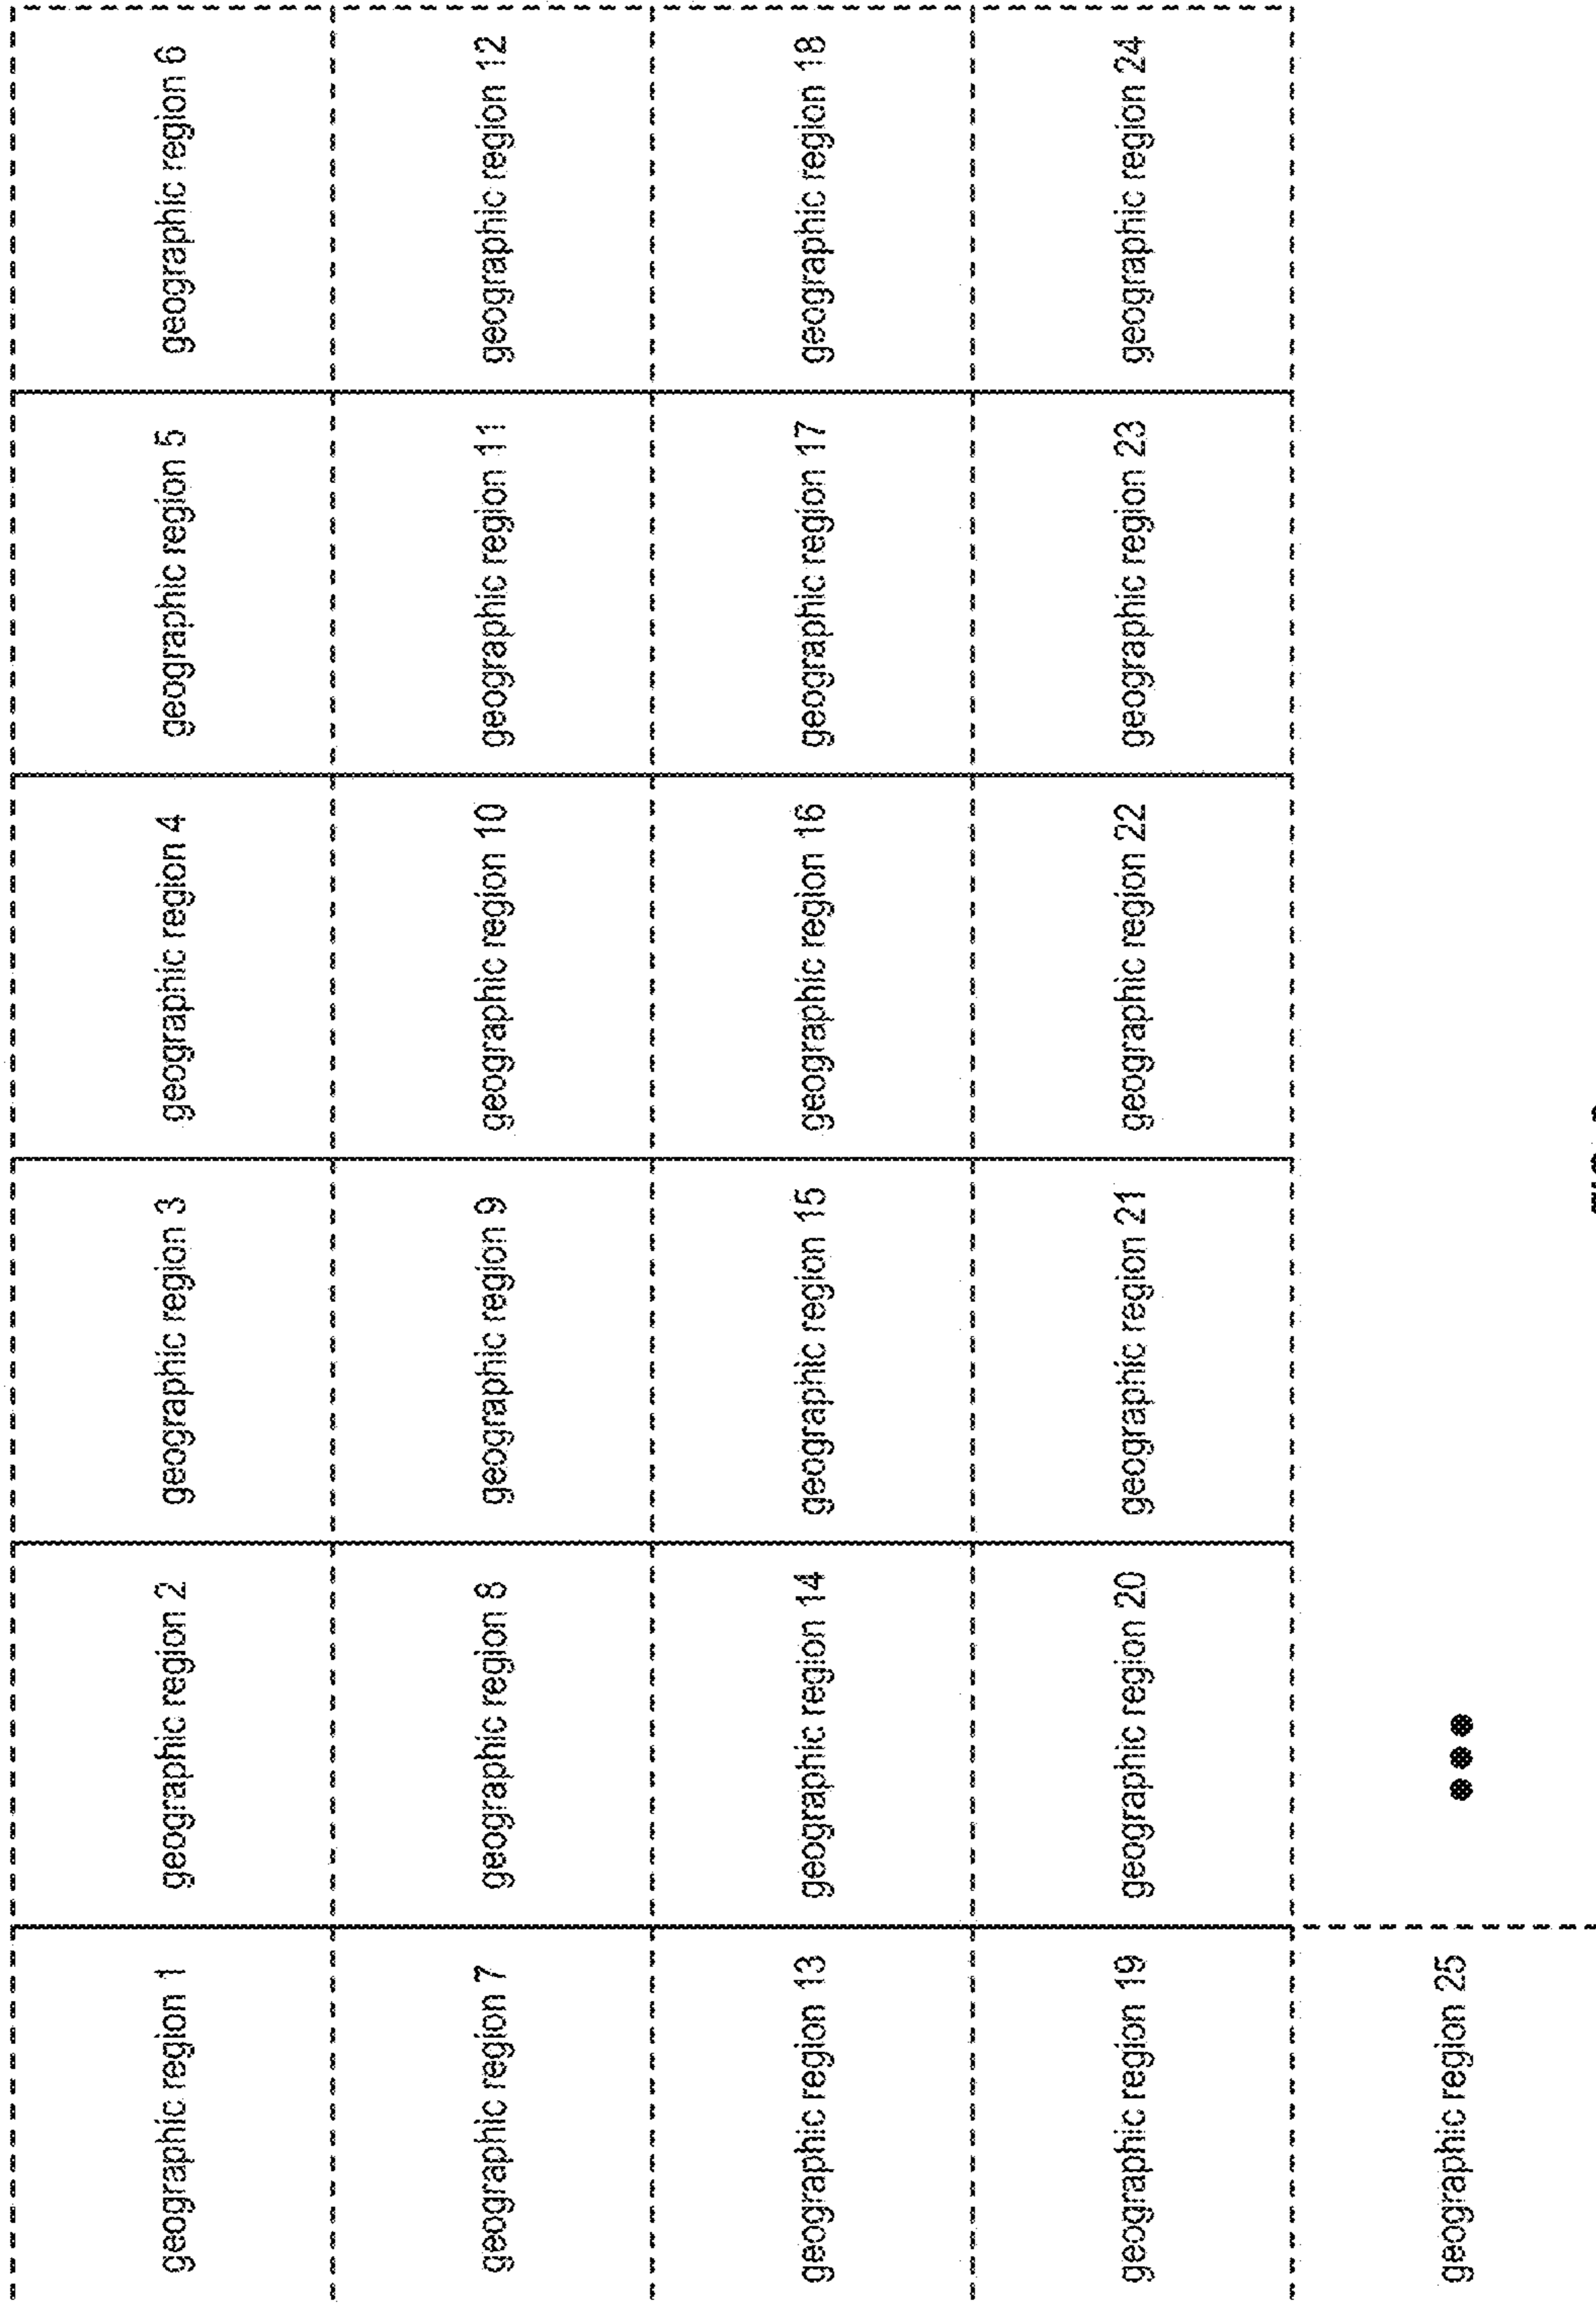 geographic region 1
geographic region 2
geographic region 3
geographic region 4
geographic region 5
geographic region 6
geographic region 7
geographic region 8
geographic region 9
geographic region 10
geographic region 11
geographic region 12
geographic region 13
geographic region 14
geographic region 15
geographic region 16
geographic region 17
geographic region 18
geographic region 19
geographic region 20
geographic region 21
geographic region 22
geographic region 23
geographic region 24
geographic region 25